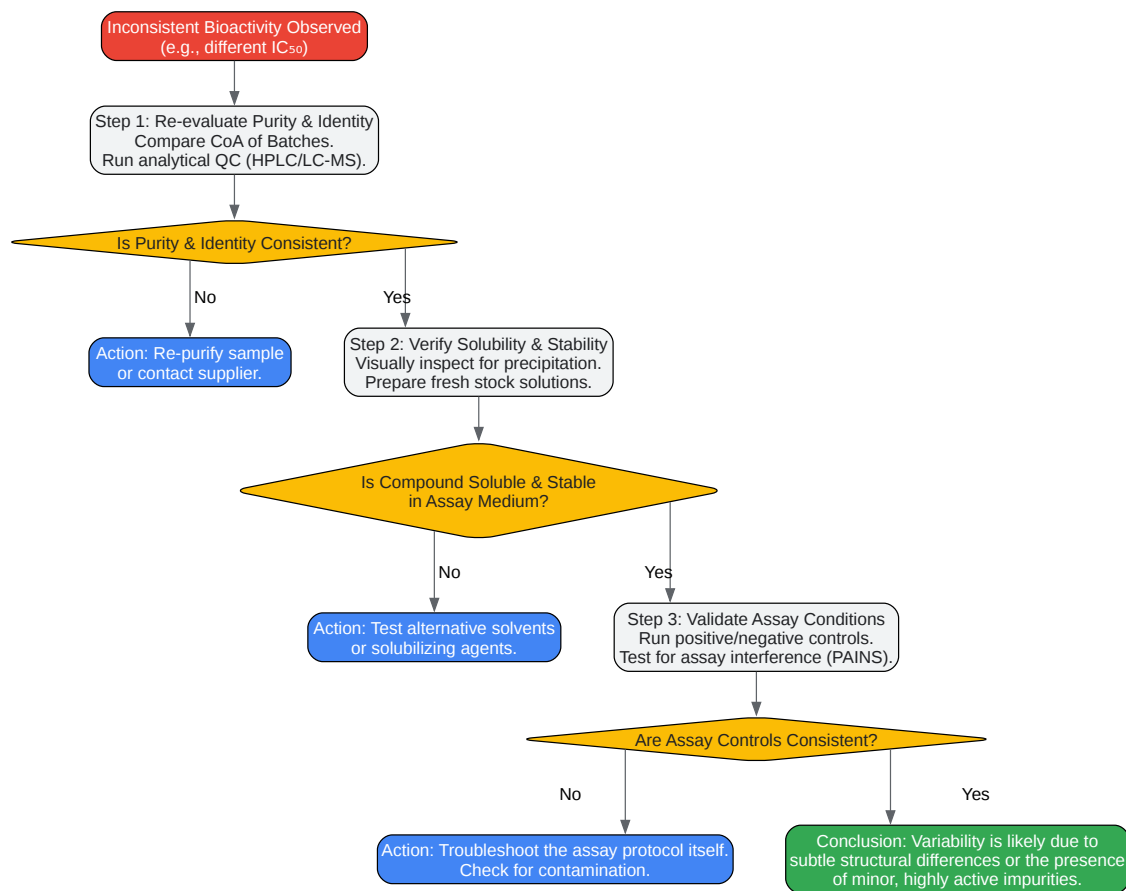 Inconsistent Bioactivity Observed
(e.g., different IC₅₀)
Step 1: Re-evaluate Purity & Identity
Compare CoA of Batches.
Run analytical QC (HPLC/LC-MS).
Is Purity & Identity Consistent?
No
Yes
Action: Re-purify sample
or contact supplier.
Step 2: Verify Solubility & Stability
Visually inspect for precipitation.
Prepare fresh stock solutions.
Is Compound Soluble & Stable
in Assay Medium?
No
Yes
Action: Test alternative solvents
or solubilizing agents.
Step 3: Validate Assay Conditions
Run positive/negative controls.
Test for assay interference (PAINS).
Are Assay Controls Consistent?
No
Yes
Action: Troubleshoot the assay protocol itself.
Check for contamination.
Conclusion: Variability is likely due to
subtle structural differences or the presence
of minor, highly active impurities.